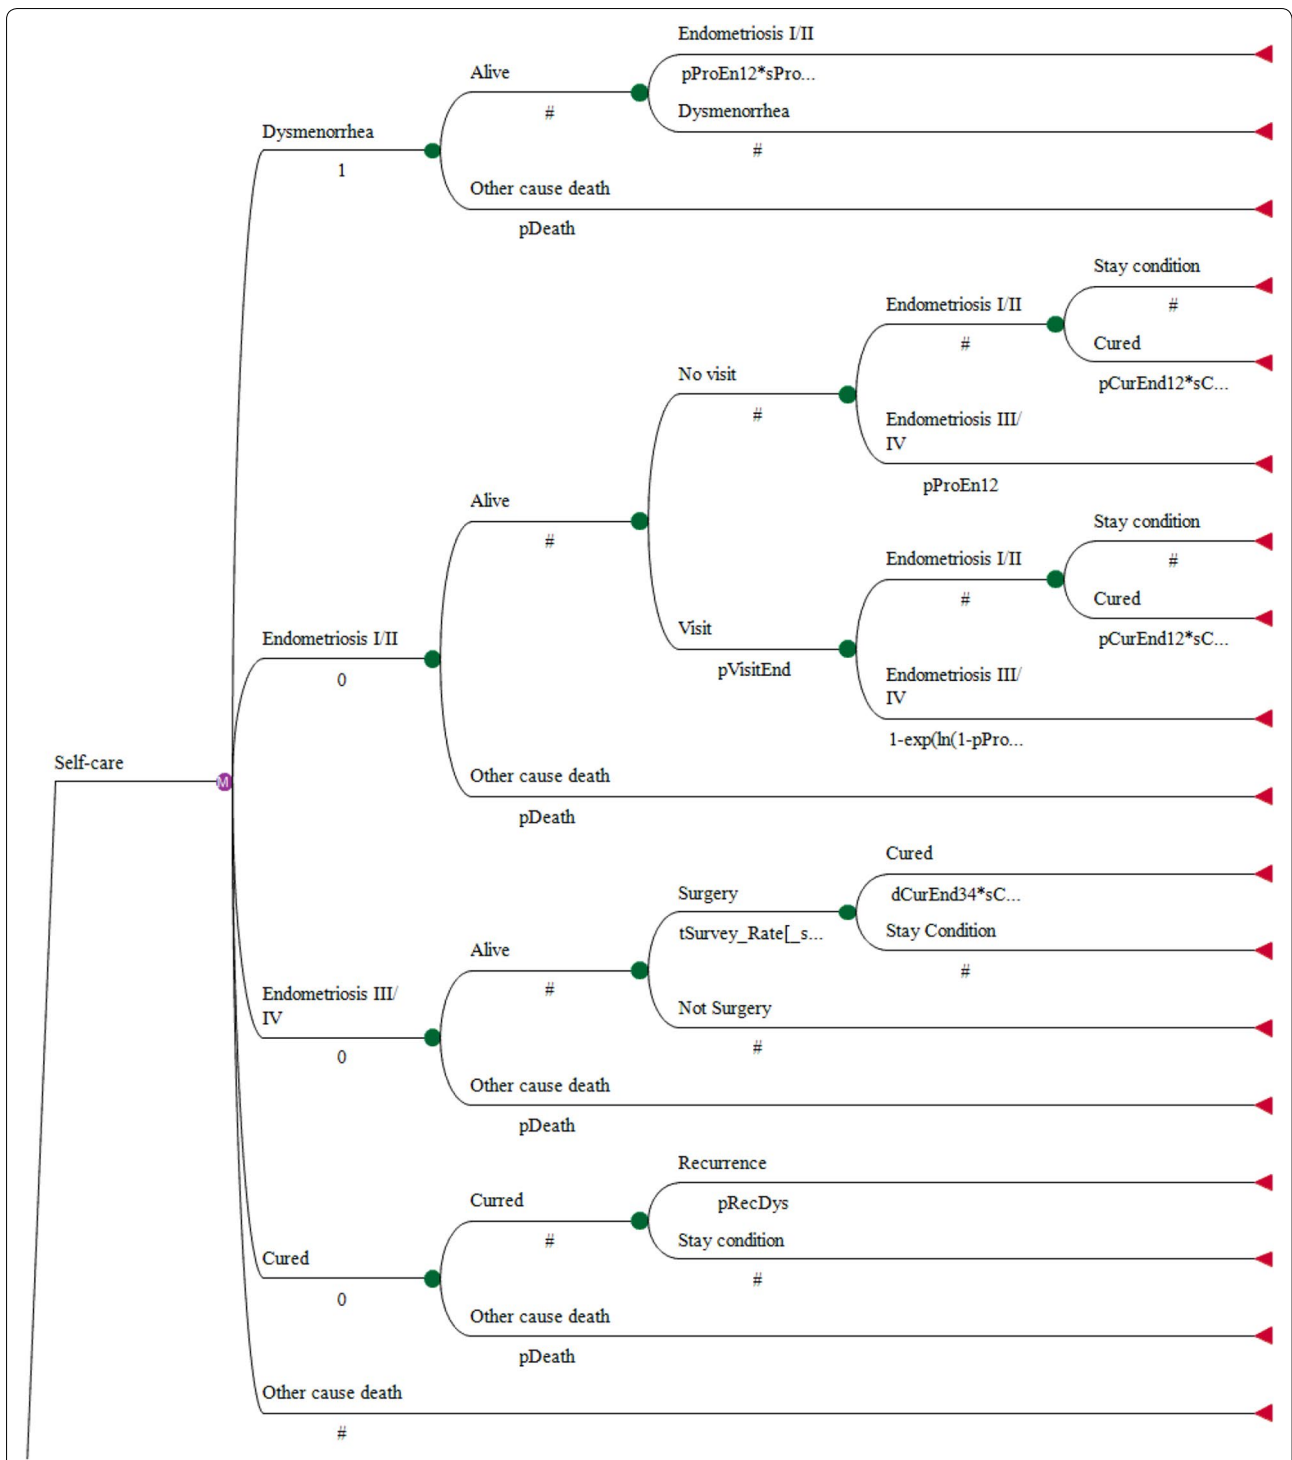 Endometriosis I/II
pProEn12*sPro...
Alive
#
Dysmenorrhea
#
Dysmenorrhea
1
Other cause death
pDeath
Stay condition
#
Endometriosis I/II
#
Cured
pCurEnd12*sC...
No visit
#
Endometriosis III/
IV
pProEn12
Alive
#
Stay condition
#
Endometriosis I/II
#
Cured
pCurEnd12*sC...
Visit
pVisitEnd
Endometriosis I/II
0
Endometriosis III/
IV
1-exp(ln(1-pPro...
Self-care
M
Other cause death
pDeath
Cured
dCurEnd34*sC...
Surgery
tSurvey_Rate[_s...
Stay Condition
#
Alive
#
Endometriosis III/
IV
0
Not Surgery
#
Other cause death
pDeath
Recurrence
pRecDys
Curred
#
Stay condition
#
Cured
0
Other cause death
pDeath
Other cause death
#